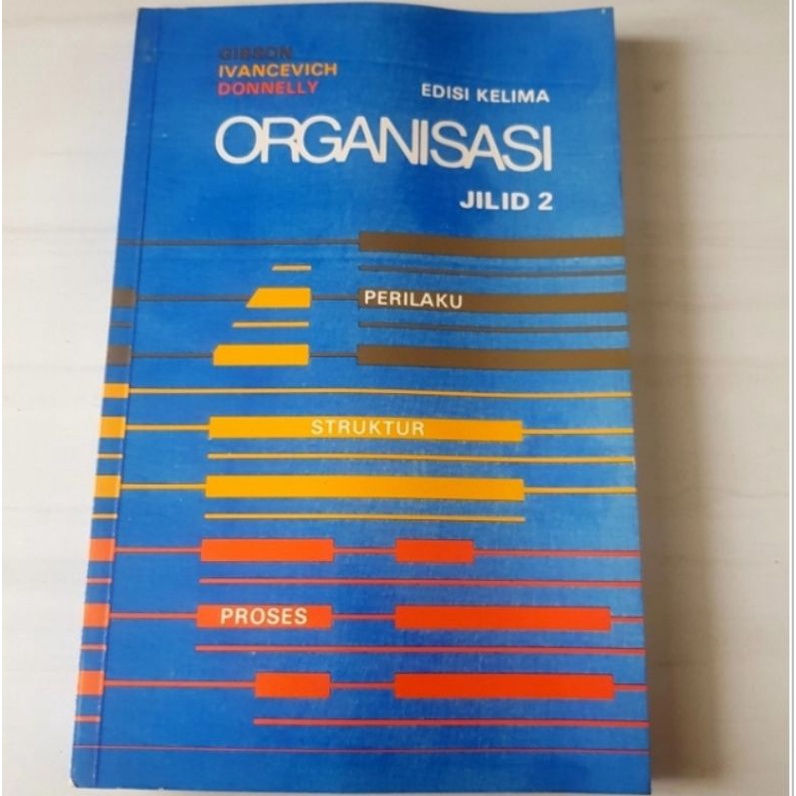 GIBSON
IVANCEVICH
DONNELLY
EDISI KELIMA
ORGANISASI
JILID 2
PERILAKU
STRUKTUR
PROSES